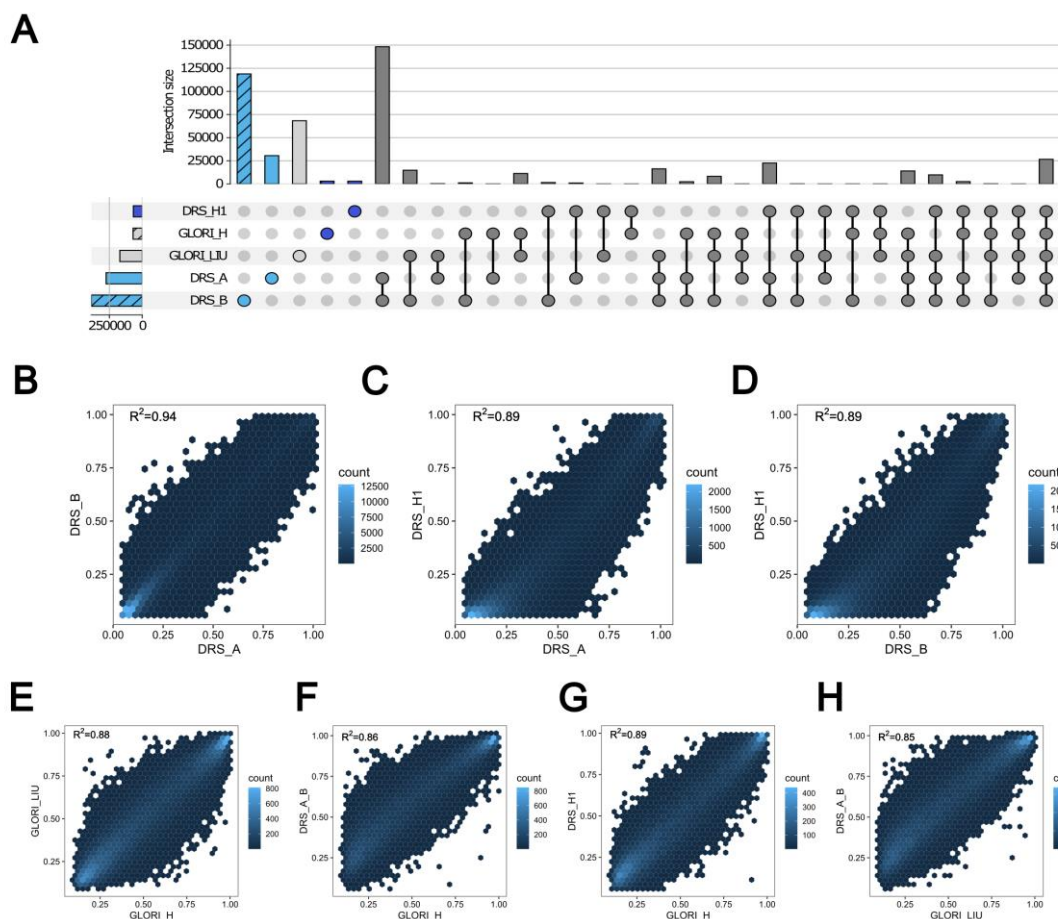 A
Intersection size
150000
125000
100000
75000
50000
25000
0
DRS_H1
GLORI_H
GLORI_LIU
DRS_A
DRS_B
250000 0
B
R²=0.94
1.00
0.75
0.50
0.25
0.00 0.25 0.50 0.75 1.00
DRS_A
DRS_B
count
12500
10000
7500
5000
2500
C
R²=0.89
1.00
0.75
0.50
0.25
0.00 0.25 0.50 0.75 1.00
DRS_A
DRS_H1
count
2000
1500
1000
500
D
R²=0.89
1.00
0.75
0.50
0.25
0.00 0.25 0.50 0.75 1.00
DRS_B
DRS_H1
count
E
R²=0.88
1.00
0.75
0.50
0.25
0.25 0.50 0.75 1.00
GLORI_H
GLORI_LIU
count
800
600
400
200
F
R²=0.86
1.00
0.75
0.50
0.25
0.25 0.50 0.75 1.00
GLORI_H
DRS_A_B
count
800
600
400
200
G
R²=0.89
1.00
0.75
0.50
0.25
0.25 0.50 0.75 1.00
GLORI_H
DRS_H1
count
400
300
200
100
H
R²=0.85
1.00
0.75
0.50
0.25
0.25 0.50 0.75 1.00
GLORI_LIU
DRS_A_B
count